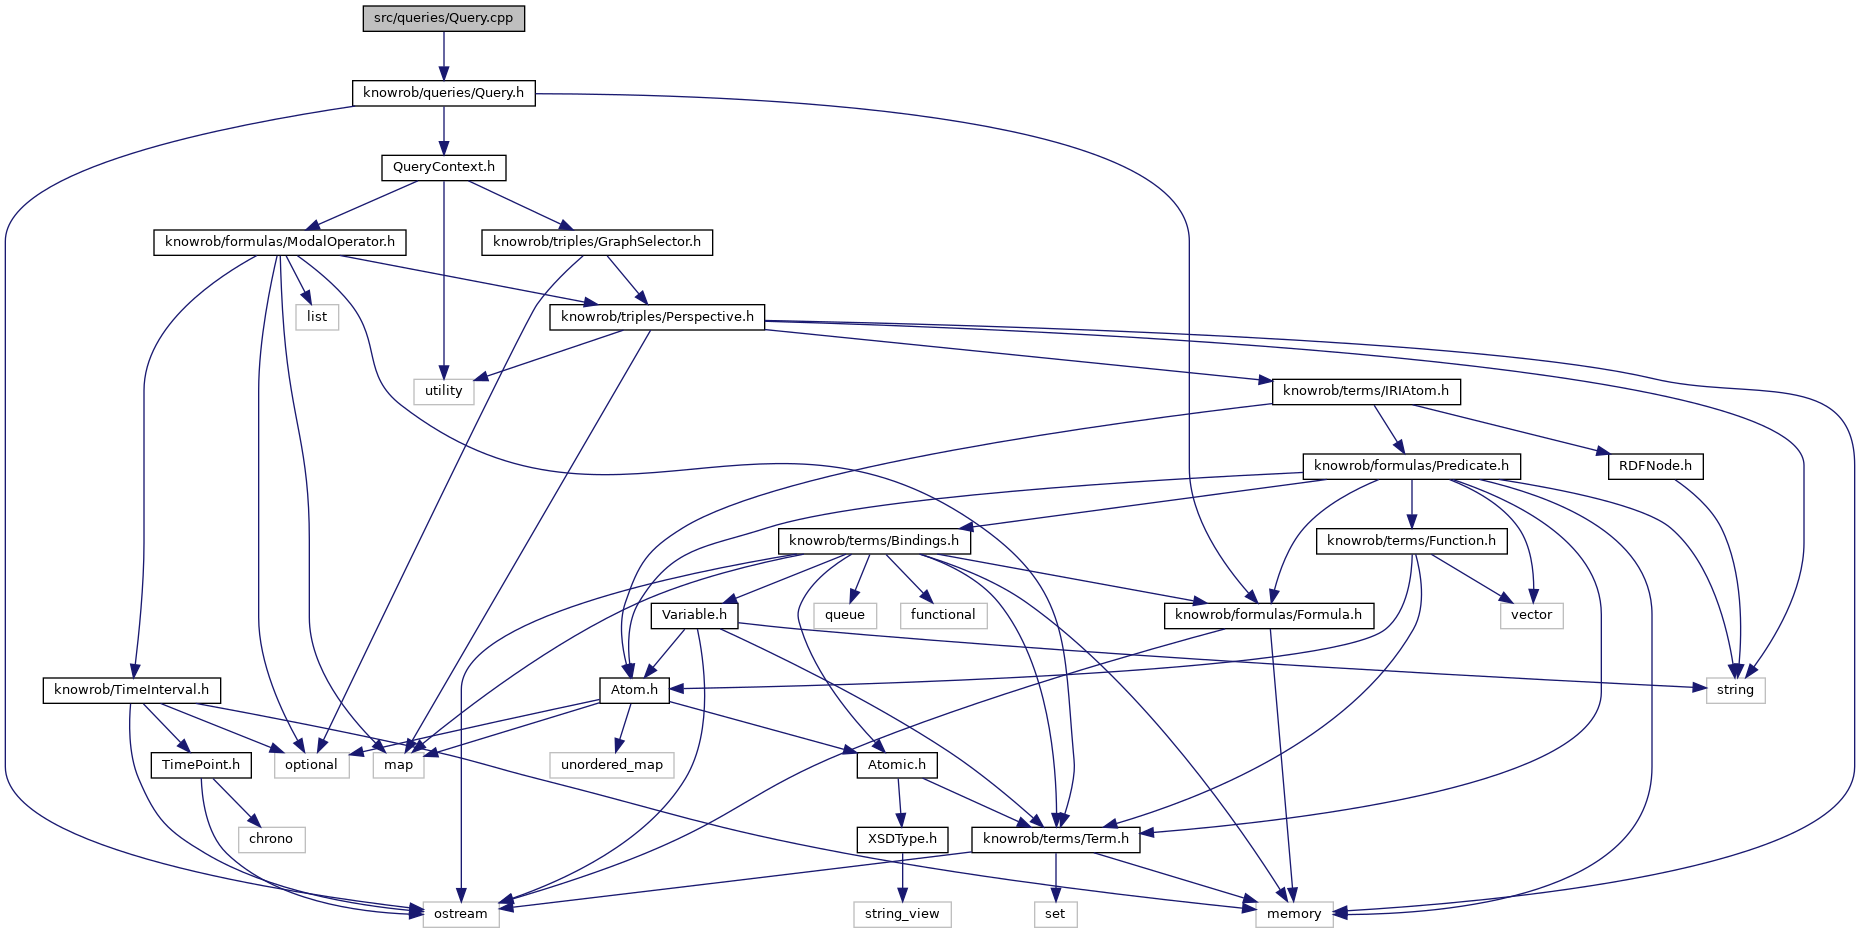 src/queries/Query.cpp
knowrob/queries/Query.h
QueryContext.h
knowrob/formulas/ModalOperator.h
knowrob/triples/GraphSelector.h
list
knowrob/triples/Perspective.h
utility
knowrob/terms/IRIAtom.h
knowrob/formulas/Predicate.h
RDFNode.h
knowrob/terms/Bindings.h
knowrob/terms/Function.h
Variable.h
queue
functional
knowrob/formulas/Formula.h
vector
knowrob/TimeInterval.h
Atom.h
string
TimePoint.h
optional
map
unordered_map
Atomic.h
chrono
XSDType.h
knowrob/terms/Term.h
ostream
string_view
set
memory